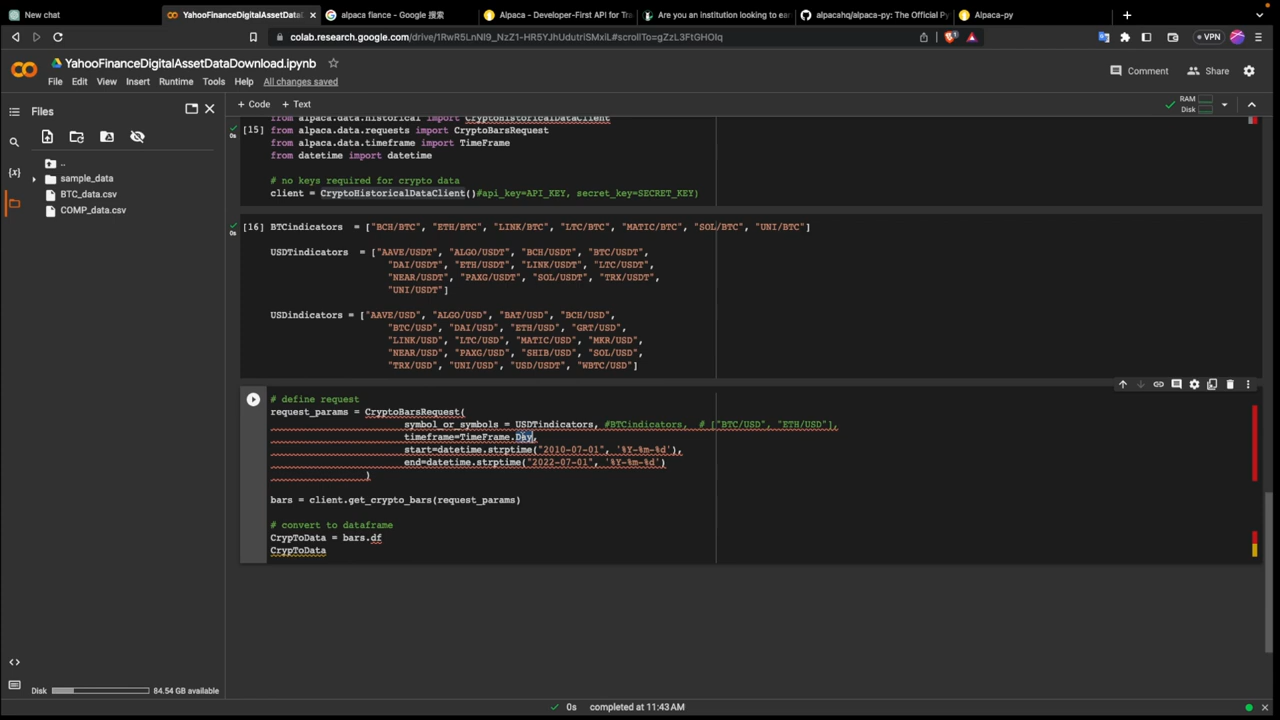 New chat
YahooFinanceDigitalAssetData
alpaca fiance - Google 搜索
Alpaca - Developer-First API for Tra
Are you an institution looking to ear
alpacahq/alpaca-py: The Official Py
Alpaca-py
colab.research.google.com/drive/1RwR5LnNI9_NzZ1-HR5YJhUdutriSMxiL#scrollTo=gZzL3FtGHOIq
VPN
YahooFinanceDigitalAssetDataDownload.ipynb
File Edit View Insert Runtime Tools Help All changes saved
Comment
Share
Files
+ Code + Text
RAM
Disk
..
sample_data
BTC_data.csv
COMP_data.csv
from alpaca.data.historical import CryptoHistoricalDataClient
[15] from alpaca.data.requests import CryptoBarsRequest
from alpaca.data.timeframe import TimeFrame
from datetime import datetime
0s
# no keys required for crypto data
client = CryptoHistoricalDataClient()#api_key=API_KEY, secret_key=SECRET_KEY)
[16] BTCindicators = ["BCH/BTC", "ETH/BTC", "LINK/BTC", "LTC/BTC", "MATIC/BTC", "SOL/BTC", "UNI/BTC"]
0s
USDTindicators = ["AAVE/USDT", "ALGO/USDT", "BCH/USDT", "BTC/USDT",
"DAI/USDT", "ETH/USDT", "LINK/USDT", "LTC/USDT",
"NEAR/USDT", "PAXG/USDT", "SOL/USDT", "TRX/USDT",
"UNI/USDT"]
USDindicators = ["AAVE/USD", "ALGO/USD", "BAT/USD", "BCH/USD",
"BTC/USD", "DAI/USD", "ETH/USD", "GRT/USD",
"LINK/USD", "LTC/USD", "MATIC/USD", "MKR/USD",
"NEAR/USD", "PAXG/USD", "SHIB/USD", "SOL/USD",
"TRX/USD", "UNI/USD", "USD/USDT", "WBTC/USD"]
# define request
request_params = CryptoBarsRequest(
symbol_or_symbols = USDTindicators, #BTCindicators, # ["BTC/USD", "ETH/USD"],
timeframe=TimeFrame.Day,
start=datetime.strptime("2010-07-01", '%Y-%m-%d'),
end=datetime.strptime("2022-07-01", '%Y-%m-%d')
)
bars = client.get_crypto_bars(request_params)
# convert to dataframe
CrypToData = bars.df
CrypToData
Disk 84.54 GB available
0s completed at 11:43 AM